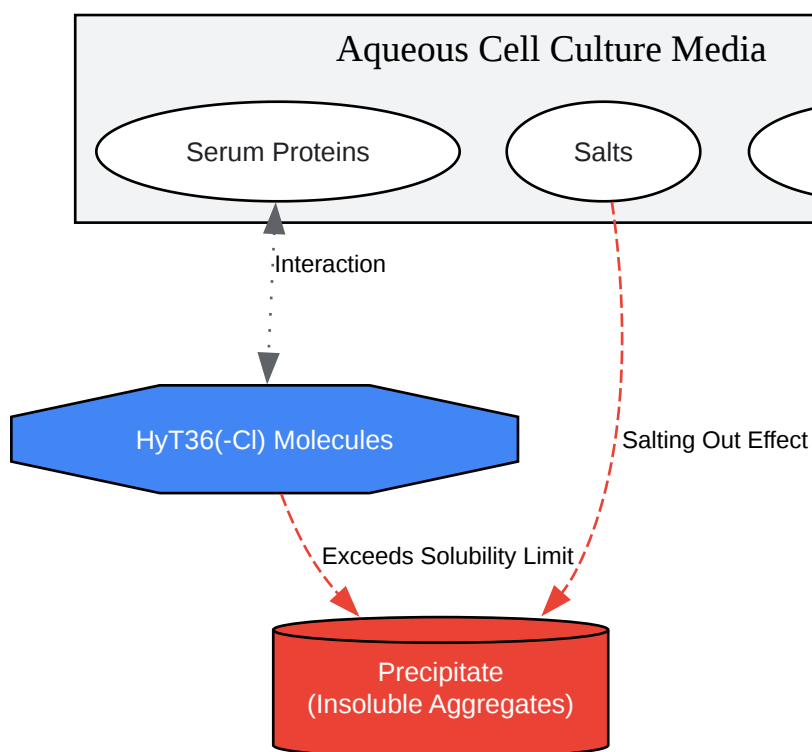 Aqueous Cell Culture Media
Serum Proteins
Salts
Interaction
HyT36(-Cl) Molecules
Salting Out Effect
Exceeds Solubility Limit
Precipitate
(Insoluble Aggregates)